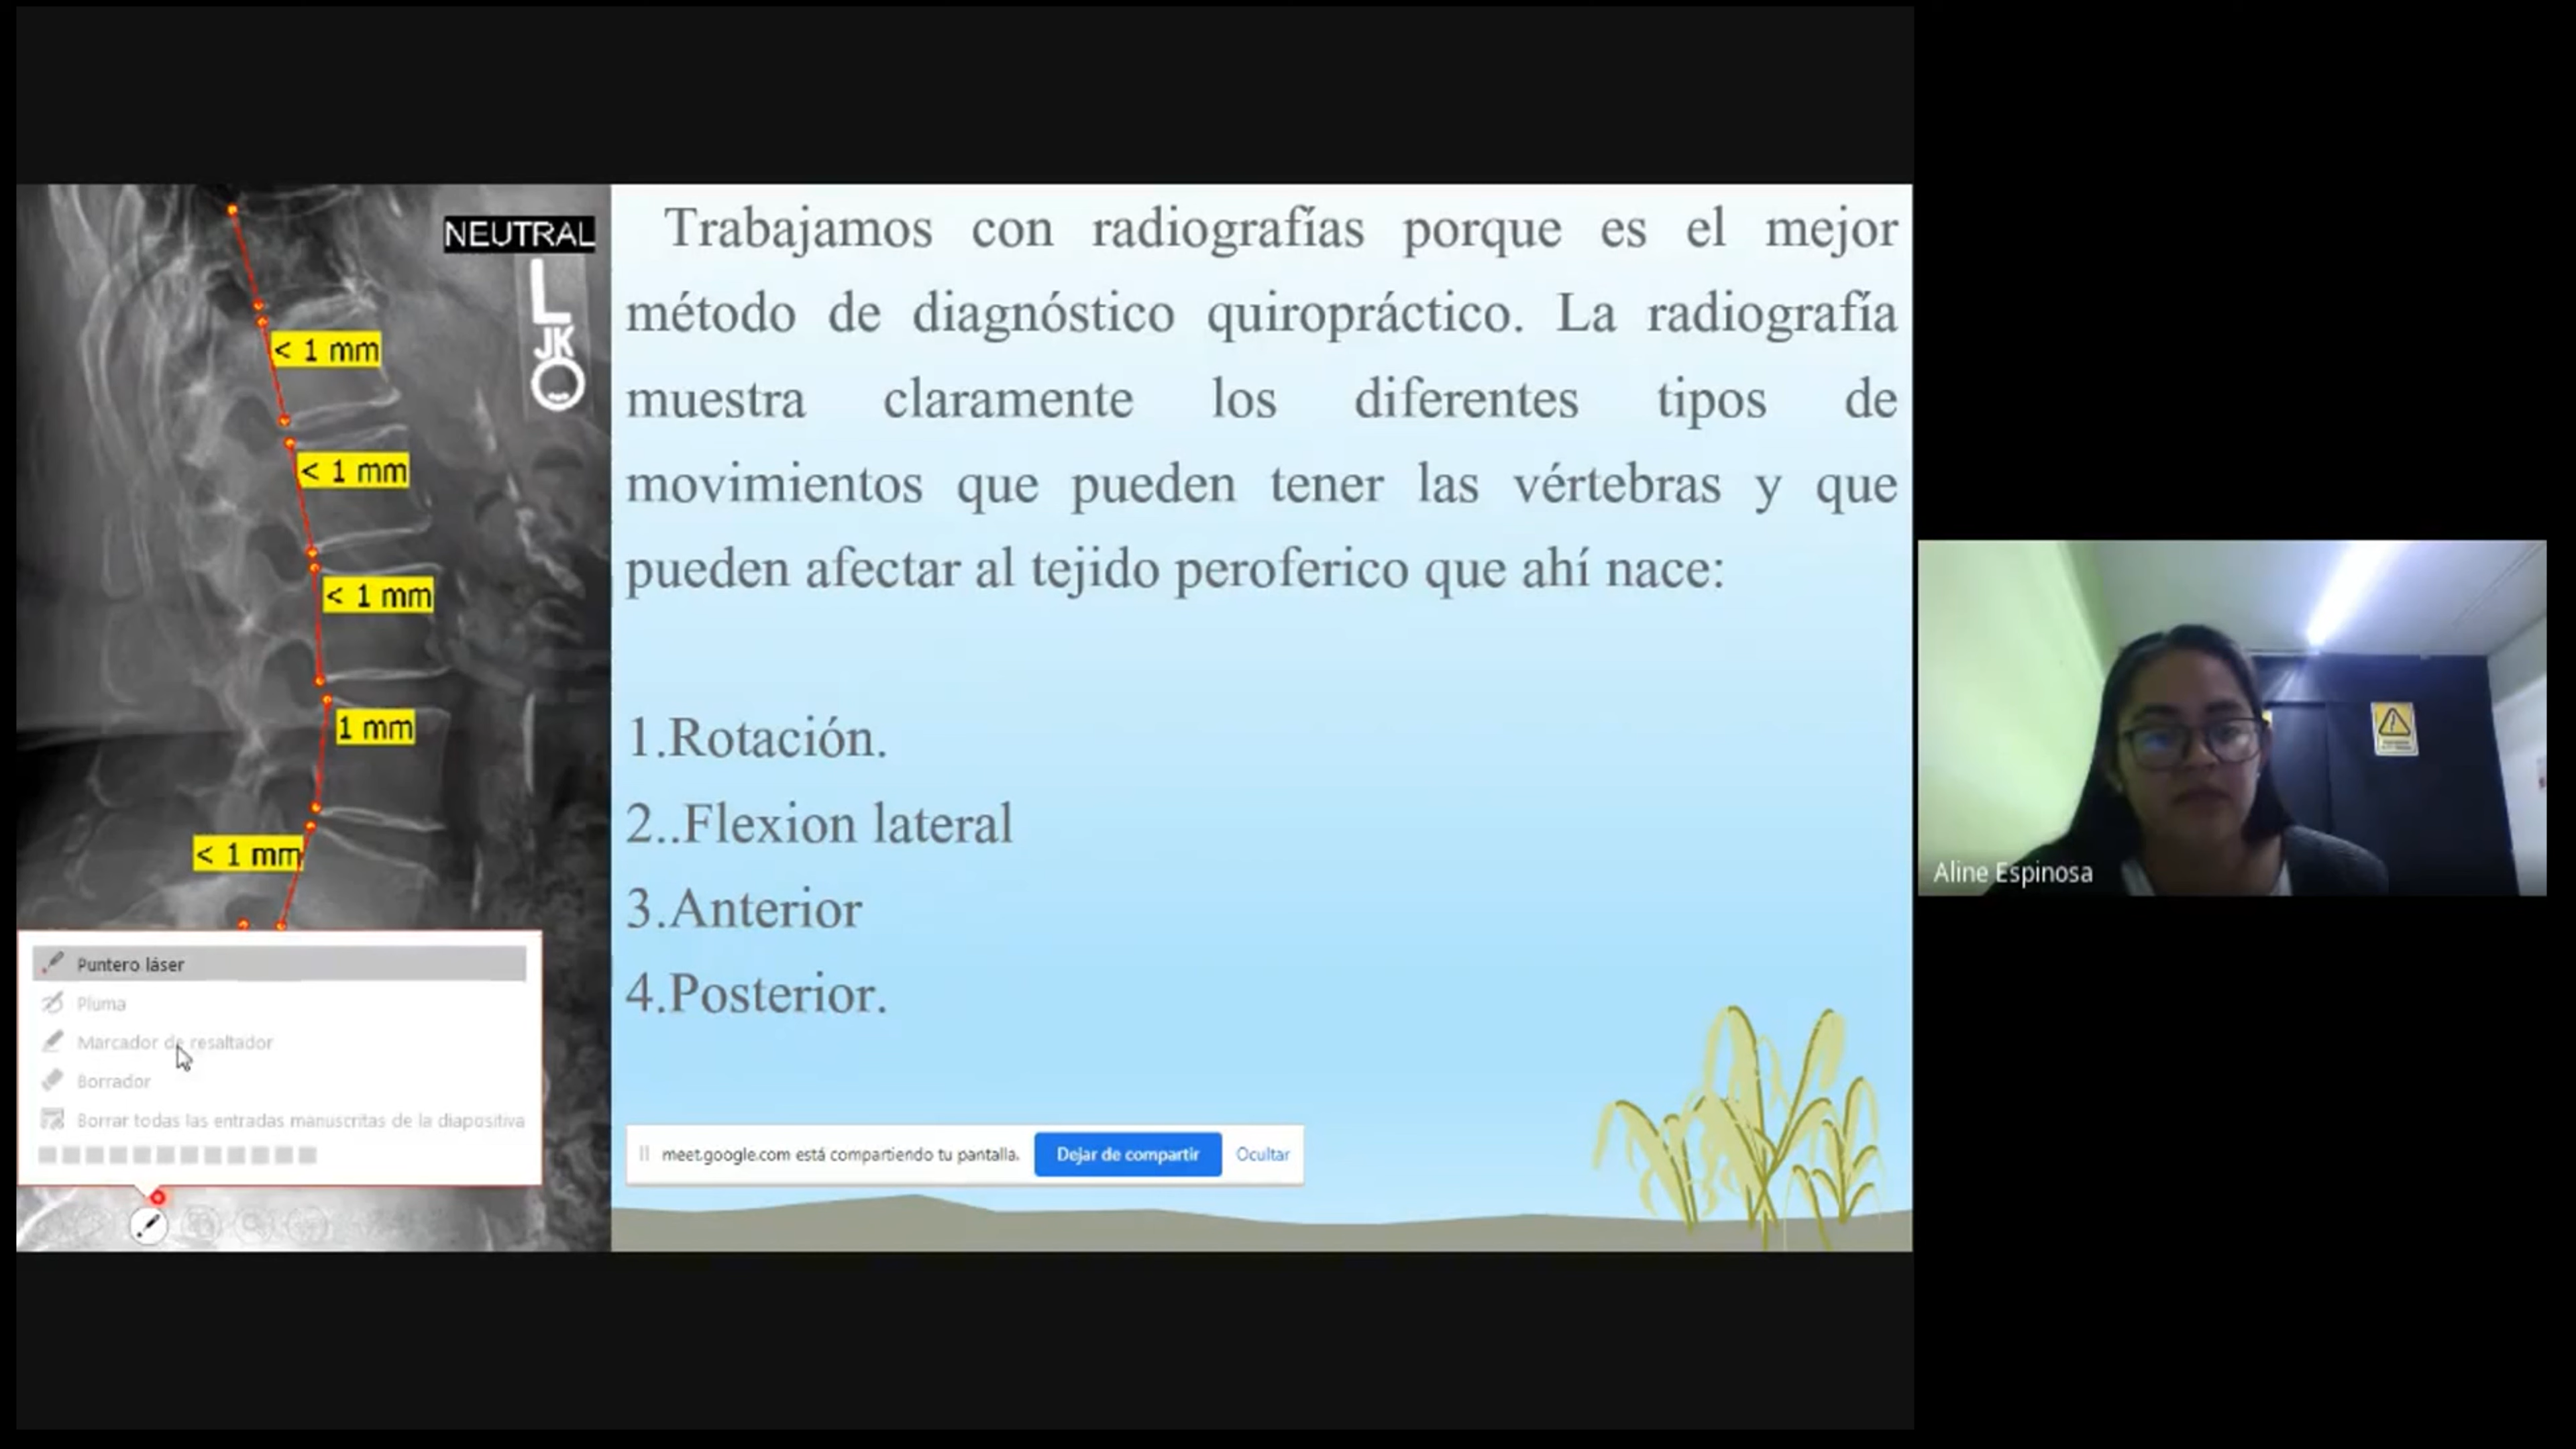 NEUTRAL
L
JK
< 1 mm
< 1 mm
< 1 mm
1 mm
< 1 mm
Puntero láser
Pluma
Marcador de resaltador
Borrador
Borrar todas las entradas manuscritas de la diapositiva
Trabajamos con radiografías porque es el mejor
método de diagnóstico quiropráctico. La radiografía
muestra claramente los diferentes tipos de
movimientos que pueden tener las vértebras y que
pueden afectar al tejido peroferico que ahí nace:
1.Rotación.
2..Flexion lateral
3.Anterior
4.Posterior.
meet.google.com está compartiendo tu pantalla.
Dejar de compartir
Ocultar
Aline Espinosa